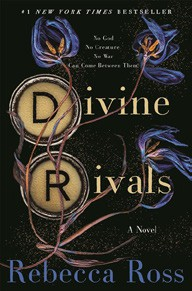 #1 NEW YORK TIMES BESTSELLER
No God
No Creature
No War
Can Come Between Them
Divine
Rivals
A Novel
Rebecca Ross